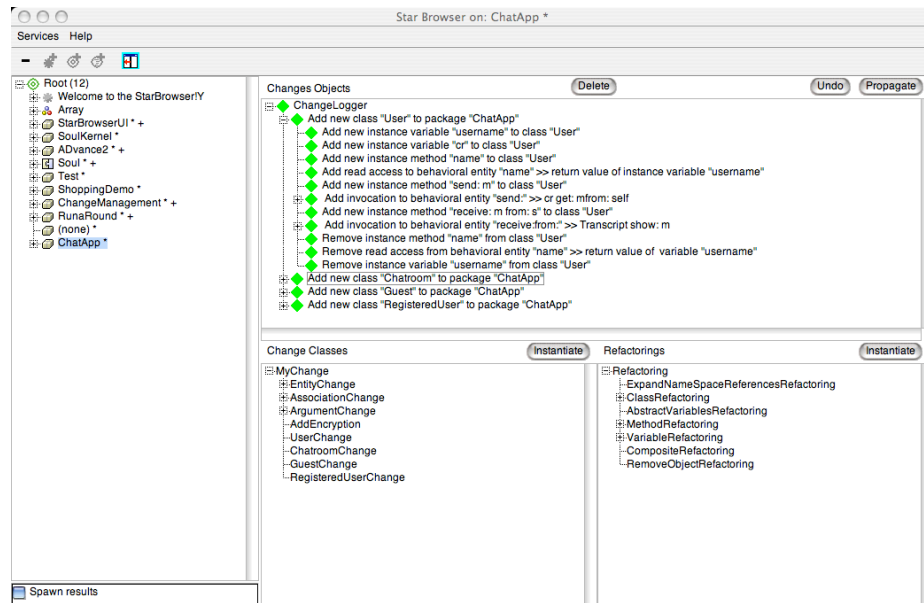 Star Browser on: ChatApp *
Services Help
Root (12)
Welcome to the StarBrowser!Y
Array
StarBrowserUI * +
SoulKernel *
ADvance2 * +
Soul * +
Test *
ShoppingDemo *
ChangeManagement * +
RunaRound * +
(none) *
ChatApp *
Spawn results
Changes Objects
Delete
Undo
Propagate
ChangeLogger
Add new class "User" to package "ChatApp"
Add new instance variable "username" to class "User"
Add new instance variable "cr" to class "User"
Add new instance method "name" to class "User"
Add read access to behavioral entity "name" >> return value of instance variable "username"
Add new instance method "send: m" to class "User"
Add invocation to behavioral entity "send:" >> cr get: mfrom: self
Add new instance method "receive: m from: s" to class "User"
Add invocation to behavioral entity "receive:from:" >> Transcript show: m
Remove instance method "name" from class "User"
Remove read access from behavioral entity "name" >> return value of variable "username"
Remove instance variable "username" from class "User"
Add new class "Chatroom" to package "ChatApp"
Add new class "Guest" to package "ChatApp"
Add new class "RegisteredUser" to package "ChatApp"
Change Classes
Instantiate
MyChange
EntityChange
AssociationChange
ArgumentChange
AddEncryption
UserChange
ChatroomChange
GuestChange
RegisteredUserChange
Refactorings
Instantiate
Refactoring
ExpandNameSpaceReferencesRefactoring
ClassRefactoring
AbstractVariablesRefactoring
MethodRefactoring
VariableRefactoring
CompositeRefactoring
RemoveObjectRefactoring